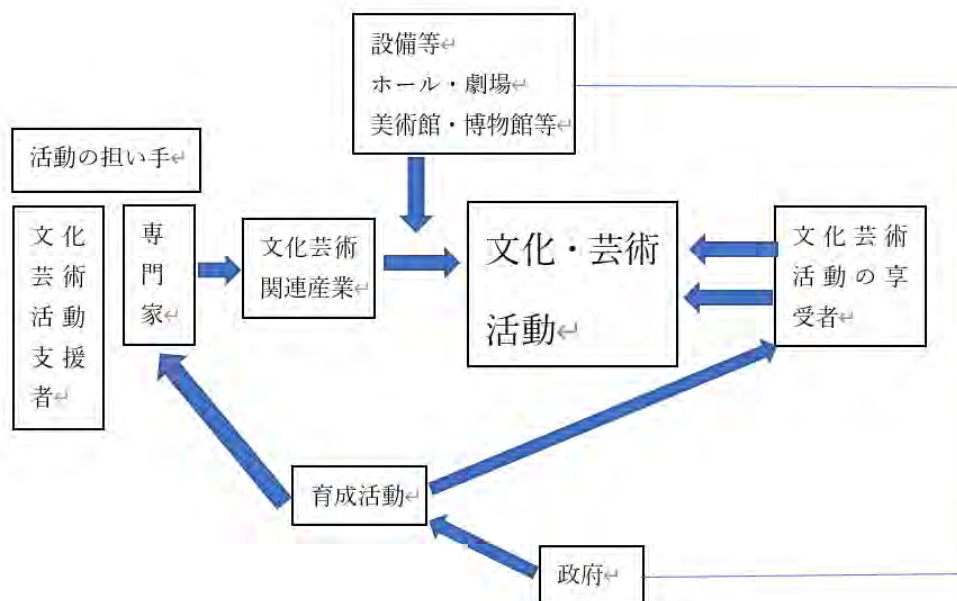 設備等↵
ホール・劇場↵
美術館・博物館等↵
活動の担い手↵
文化
芸術
活動
支援
者↵
専
門
家↵
文化芸術
関連産業↵
文化・芸術
活動↵
文化芸術
活動の享
受者↵
育成活動↵
政府↵